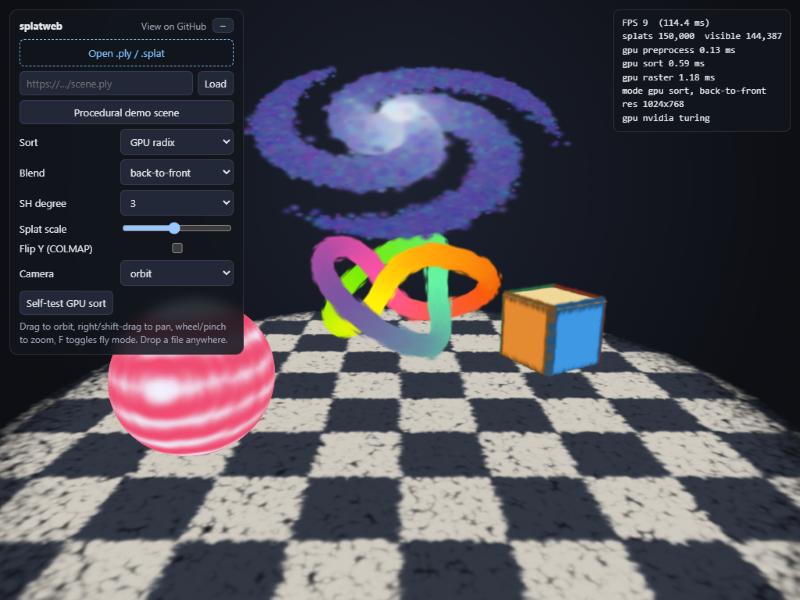 splatweb View on GitHub –
Open .ply / .splat
https://.../scene.ply Load
Procedural demo scene
Sort GPU radix
Blend back-to-front
SH degree 3
Splat scale
Flip Y (COLMAP)
Camera orbit
Self-test GPU sort
Drag to orbit, right/shift-drag to pan, wheel/pinch
to zoom, F toggles fly mode. Drop a file anywhere.
FPS 9 (114.4 ms)
splats 150,000 visible 144,387
gpu preprocess 0.13 ms
gpu sort 0.59 ms
gpu raster 1.18 ms
mode gpu sort, back-to-front
res 1024x768
gpu nvidia turing